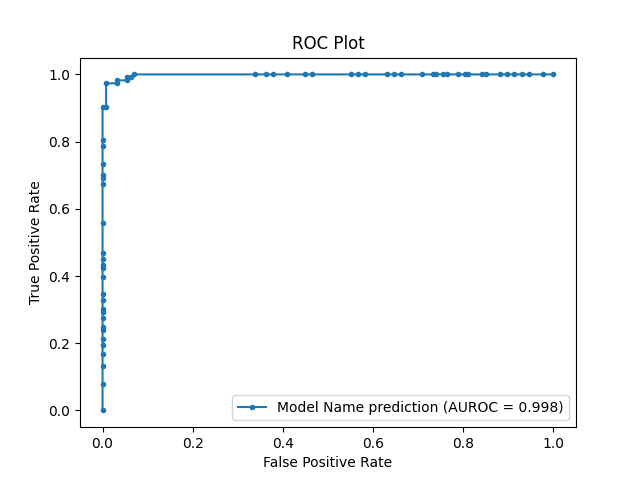 ROC Plot
True Positive Rate
1.0
0.8
0.6
0.4
0.2
0.0
Model Name prediction (AUROC = 0.998)
0.0 0.2 0.4 0.6 0.8 1.0
False Positive Rate